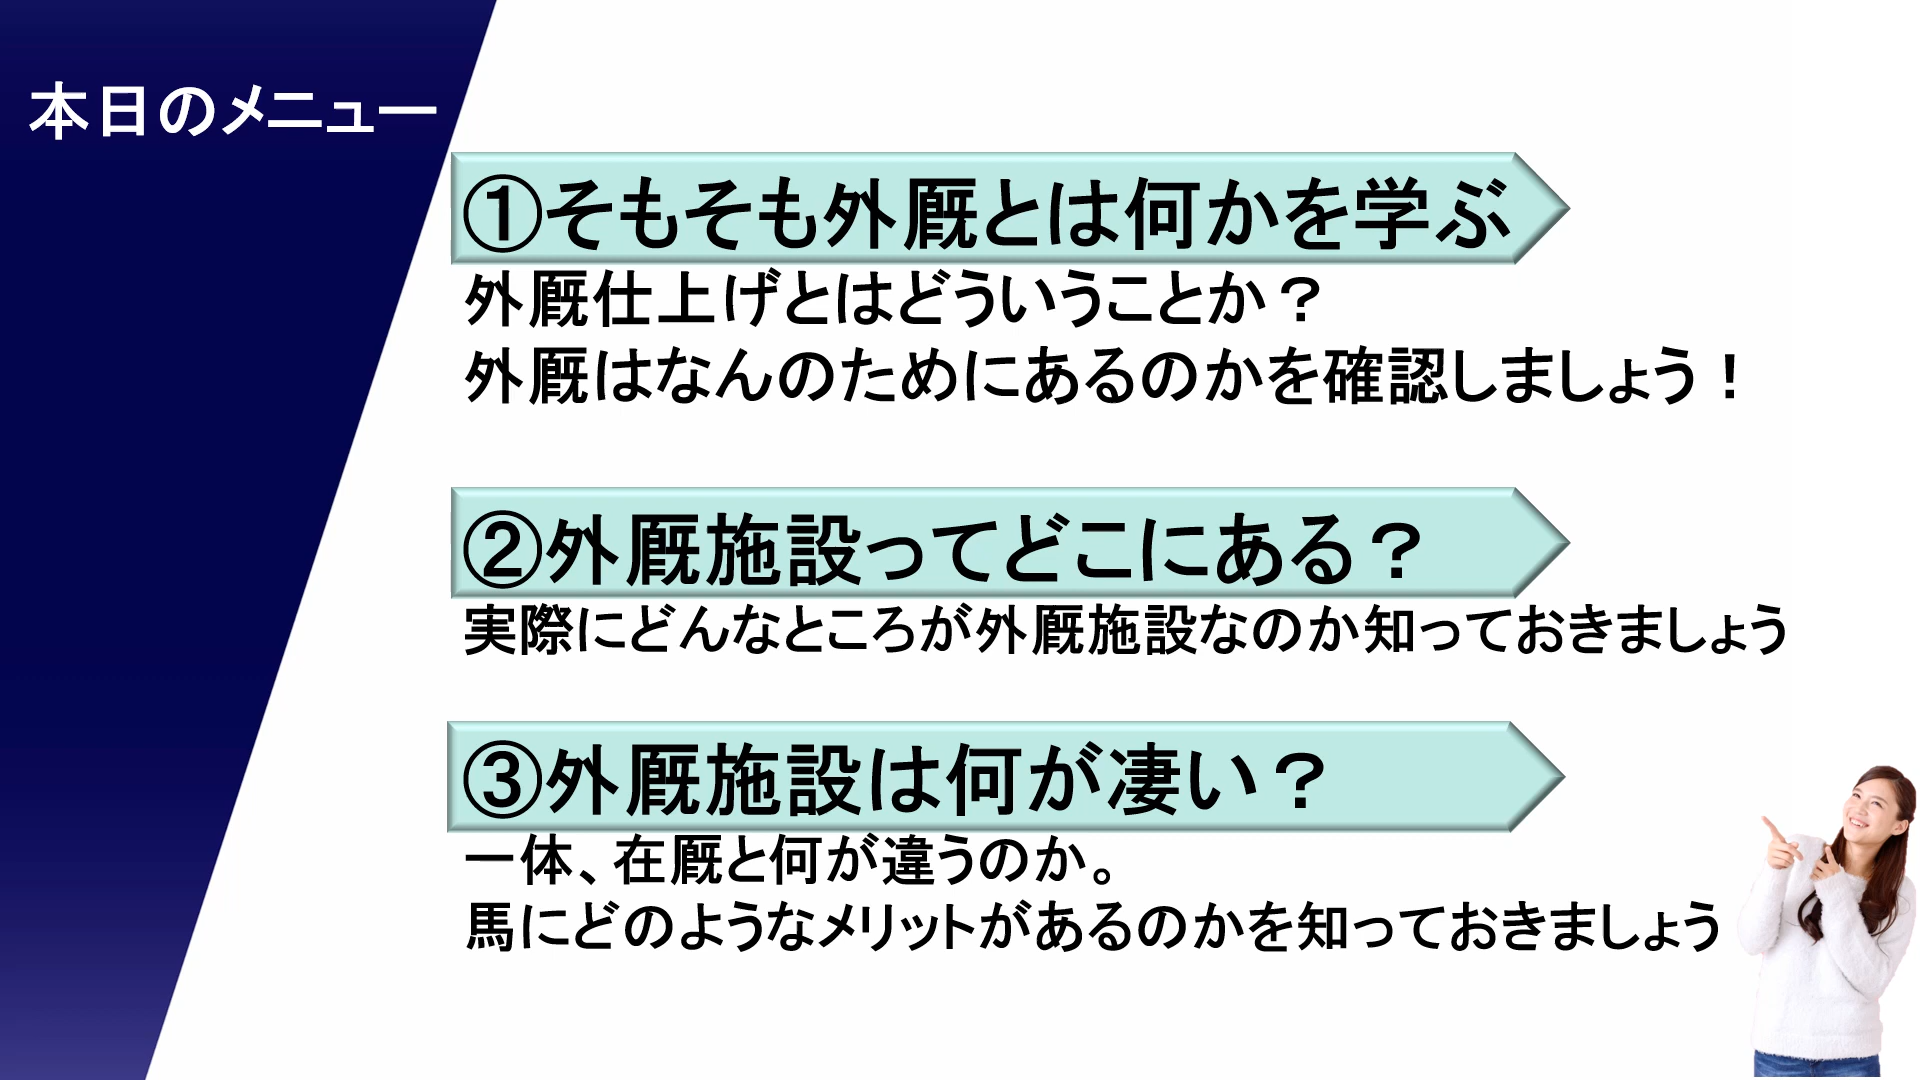 本日のメニュー
①そもそも外厩とは何かを学ぶ
外厩仕上げとはどういうことか？
外厩はなんのためにあるのかを確認しましょう！
②外厩施設ってどこにある？
実際にどんなところが外厩施設なのか知っておきましょう
③外厩施設は何が凄い？
一体、在厩と何が違うのか。
馬にどのようなメリットがあるのかを知っておきましょう